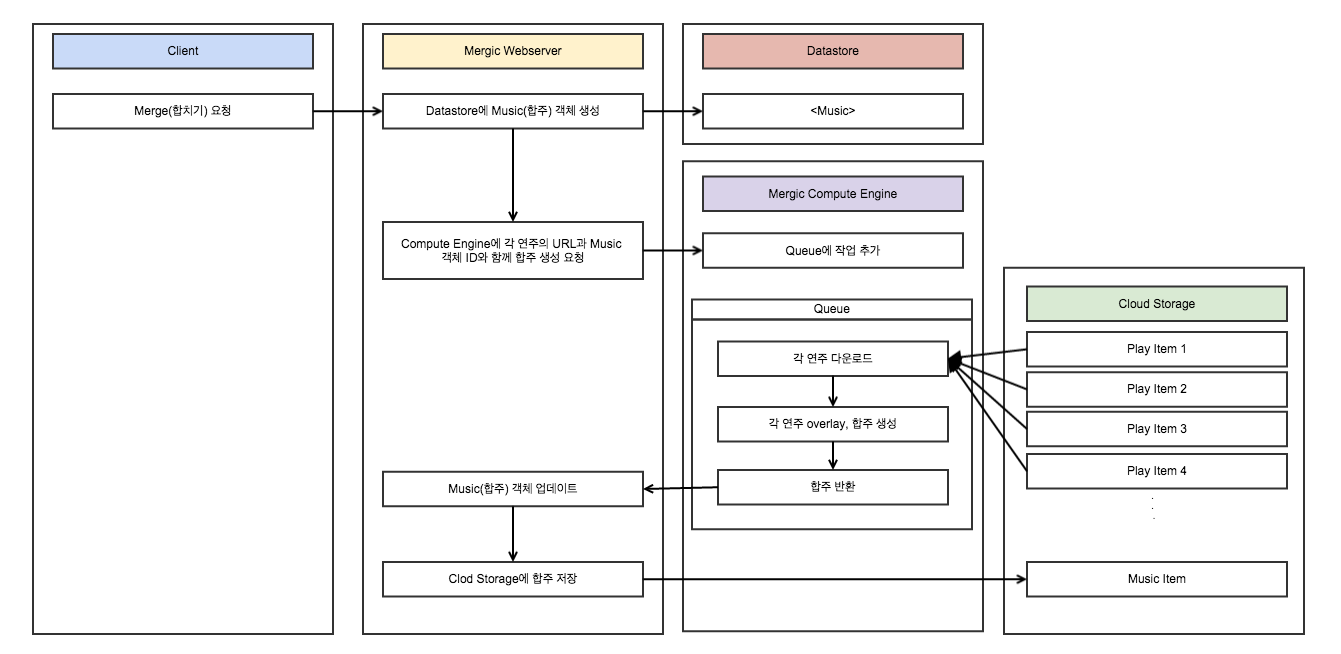 Client
Merge(합치기) 요청
Mergic Webserver
Datastore에 Music(합주) 객체 생성
Compute Engine에 각 연주의 URL과 Music
객체 ID와 함께 합주 생성 요청
Music(합주) 객체 업데이트
Clod Storage에 합주 저장
Datastore
<Music>
Mergic Compute Engine
Queue에 작업 추가
Queue
각 연주 다운로드
각 연주 overlay, 합주 생성
합주 반환
Cloud Storage
Play Item 1
Play Item 2
Play Item 3
Play Item 4
.
.
.
Music Item